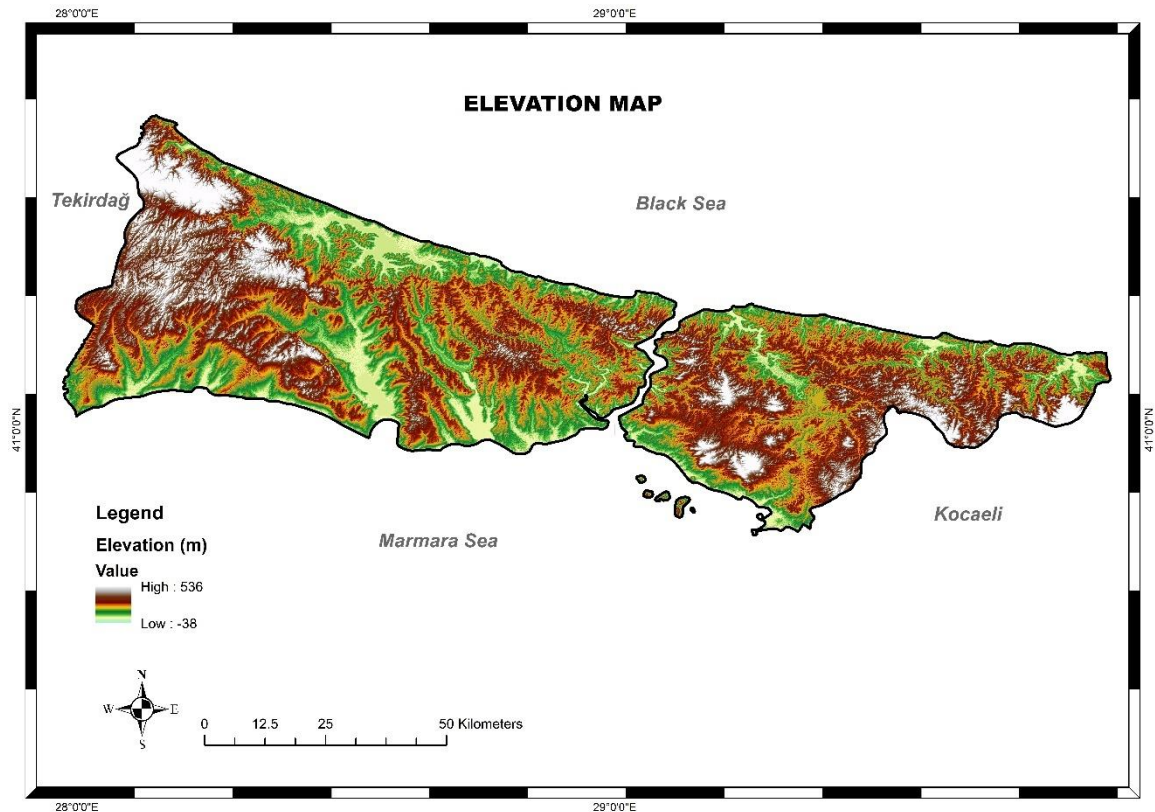 28°0'0"E
29°0'0"E
ELEVATION MAP
Tekirdağ
Black Sea
41°0'0"N
41°0'0"N
Legend
Elevation (m)
Value
High : 536
Low : -38
Marmara Sea
Kocaeli
N
W
E
S
0 12.5 25 50 Kilometers
28°0'0"E
29°0'0"E